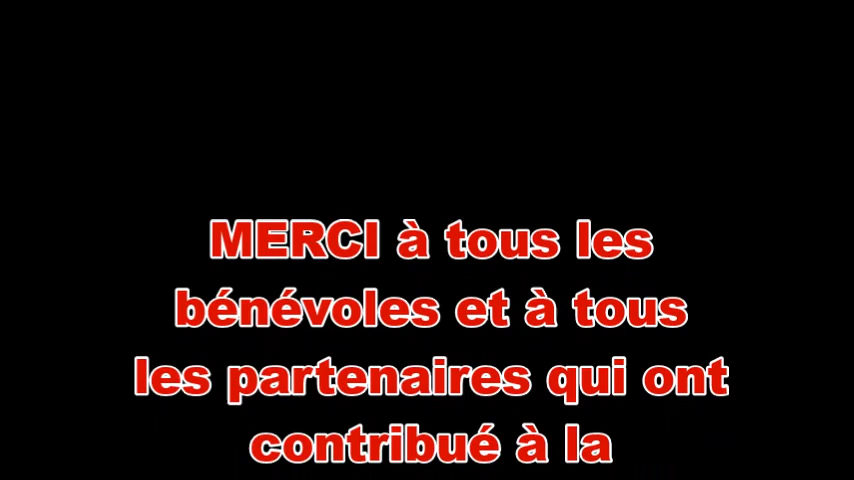 MERCI à tous les
bénévoles et à tous
les partenaires qui ont
contribué à la